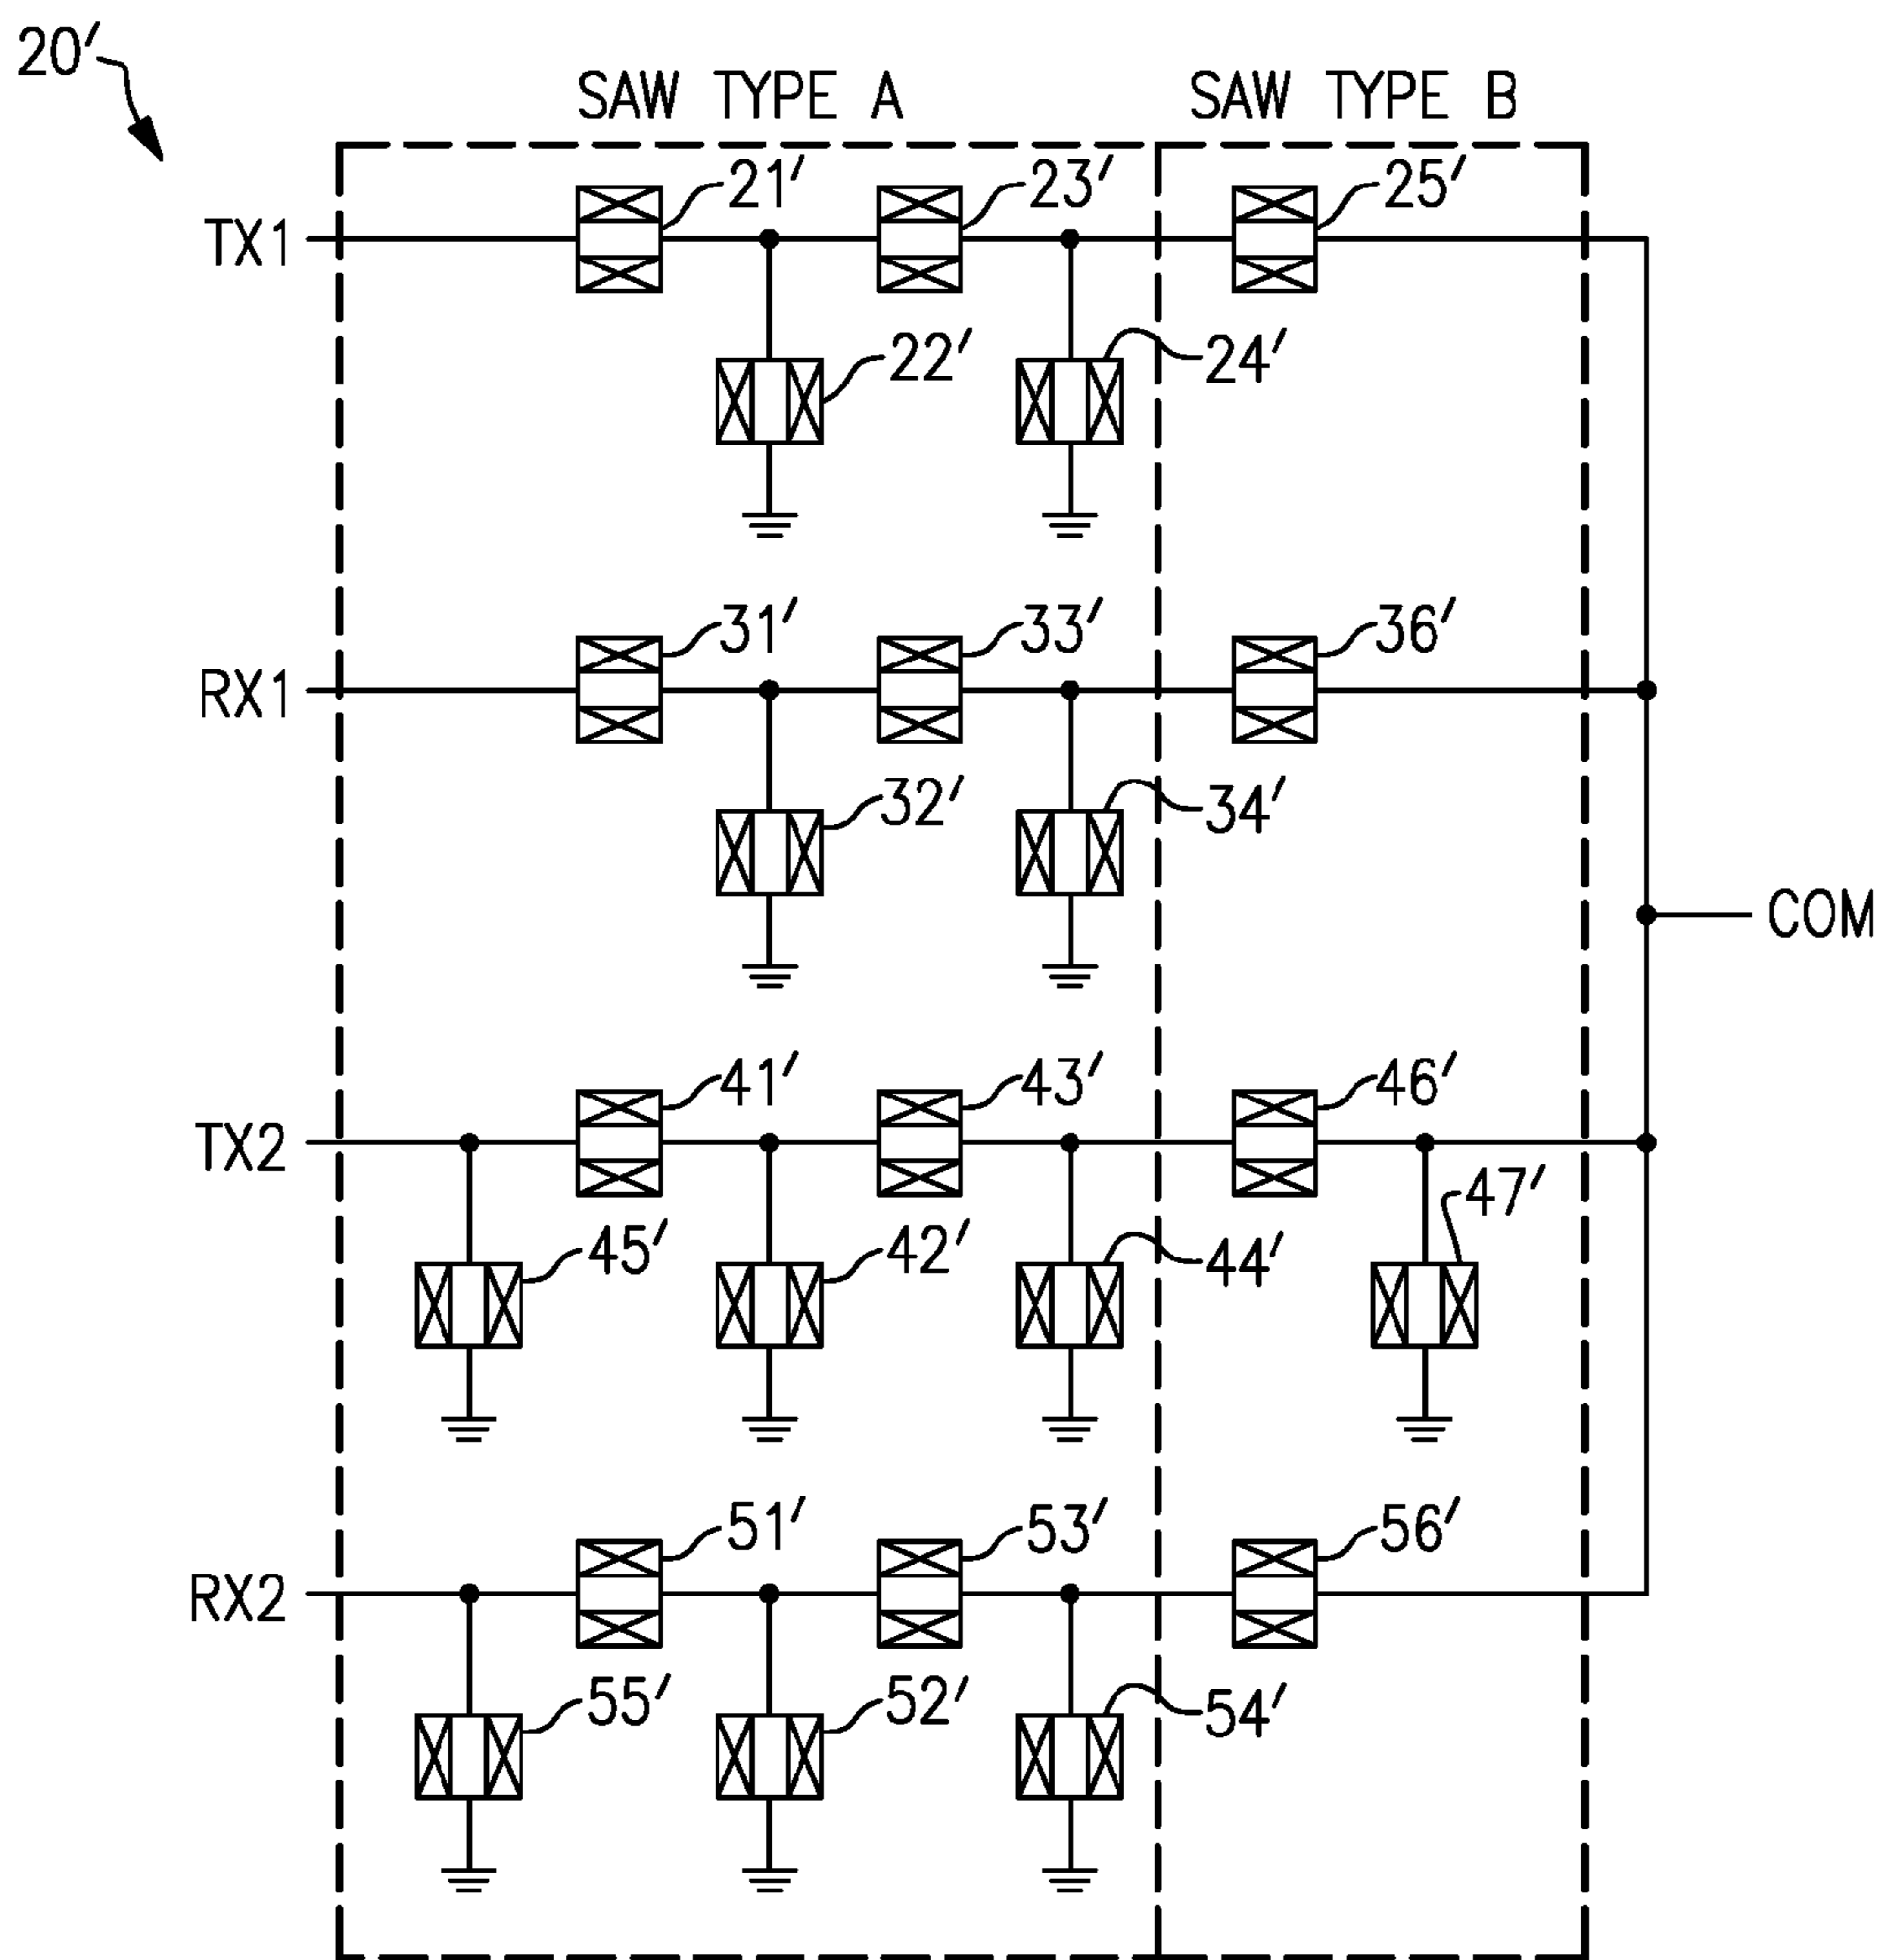 20′
SAW TYPE A SAW TYPE B
21′ 23′ 25′
TX1
22′ 24′
31′ 33′ 36′
RX1
32′ 34′
COM
41′ 43′ 46′
TX2
47′
45′ 42′ 44′
51′ 53′ 56′
RX2
55′ 52′ 54′